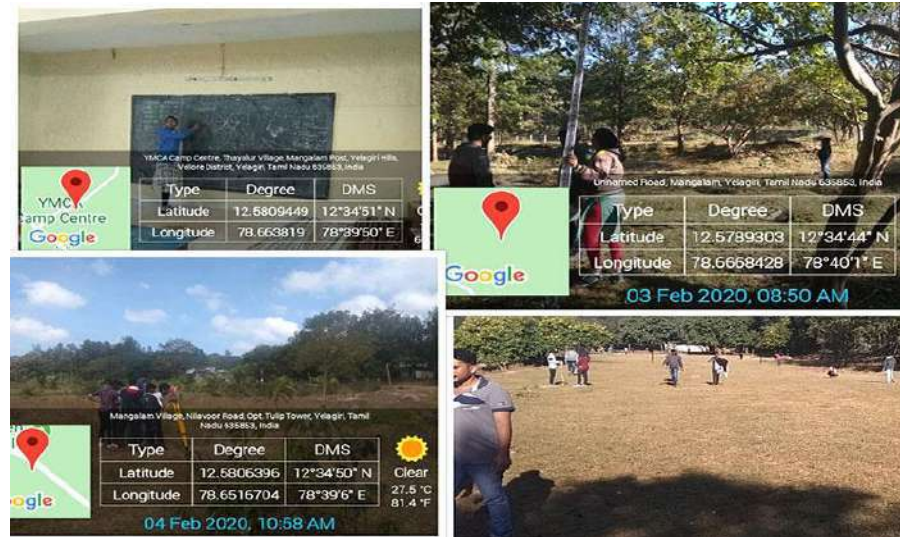 YMCA Camp Centre, Thayalur Village, Mangalam Post, Yelagiri Hills,
Velore District, Yelagiri, Tamil Nadu 635853, India
YMCA
Camp Centre
Google
Type Degree DMS
Latitude 12.5809449 12°34'51" N
Longitude 78.663819 78°39'50" E
Unnamed Road, Mangalam, Yelagiri, Tamil Nadu 635853, India
Google
Type Degree DMS
Latitude 12.5789303 12°34'44" N
Longitude 78.6658428 78°40'1" E
03 Feb 2020, 08:50 AM
Mangalam Village, Nilavoor Road, Opt. Tulip Tower, Yelagiri, Tamil
Nadu 635853, India
ogle
Type Degree DMS
Latitude 12.5806396 12°34'50" N
Longitude 78.6516704 78°39'6" E
Clear
27.5 °C
81.4 °F
04 Feb 2020, 10:58 AM